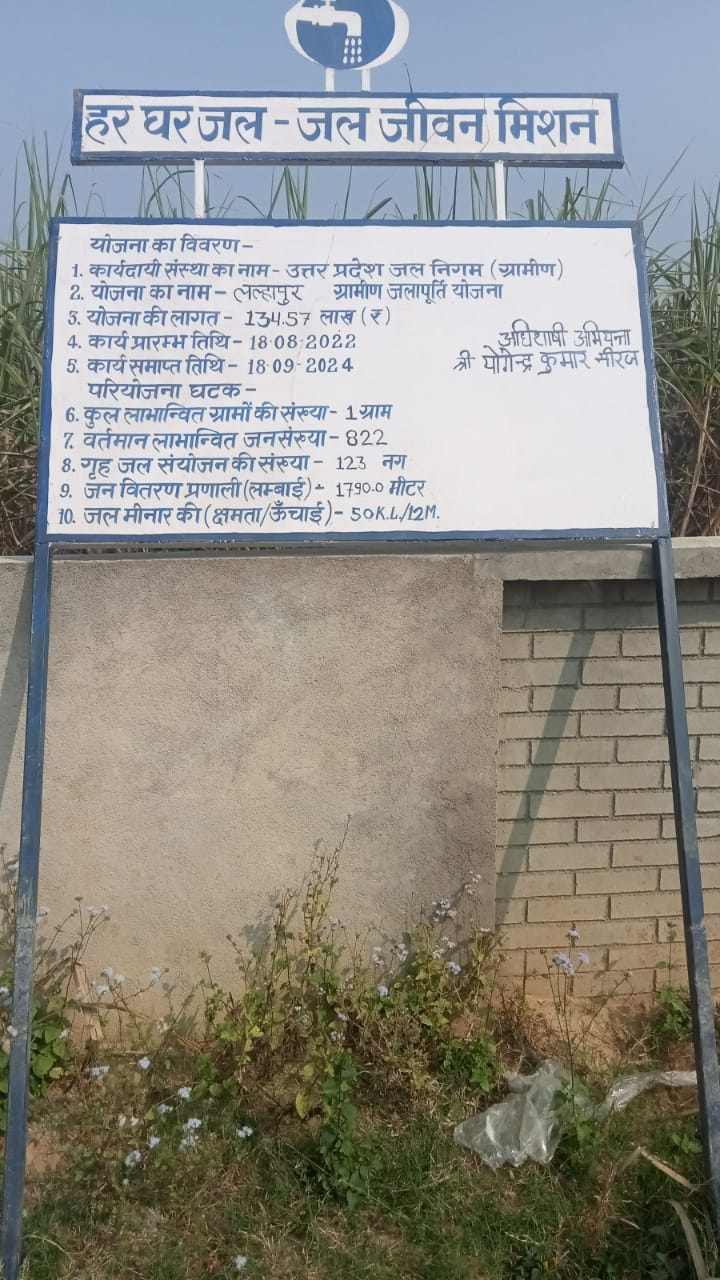 हर घर जल - जल जीवन मिशन
योजना का विवरण -
1. कार्यदायी संस्था का नाम - उत्तर प्रदेश जल निगम (ग्रामीण)
2. योजना का नाम - लल्हापुर ग्रामीण जलापूर्ति योजना
3. योजना की लागत - 134.57 लाख (₹)
4. कार्य प्रारम्भ तिथि - 18-08-2022
5. कार्य समाप्त तिथि - 18-09-2024
अधिशाषी अभियन्ता
श्री योगेन्द्र कुमार नीरज
परियोजना घटक -
6. कुल लाभान्वित ग्रामों की संख्या - 1 ग्राम
7. वर्तमान लाभान्वित जनसंख्या - 822
8. गृह जल संयोजन की संख्या - 123 नग
9. जन वितरण प्रणाली (लम्बाई) - 1790.0 मीटर
10. जल मीनार की (क्षमता/ऊँचाई) - 50K.L./12M.